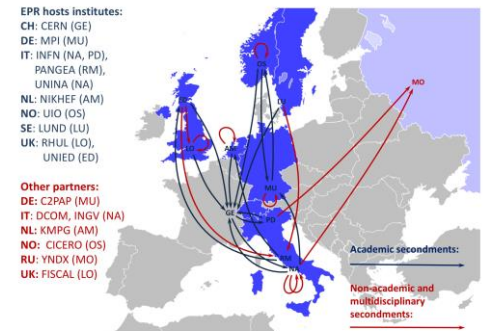 EPR hosts institutes:
CH: CERN (GE)
DE: MPI (MU)
IT: INFN (NA, PD),
PANGEA (RM),
UNINA (NA)
NL: NIKHEF (AM)
NO: UIO (OS)
SE: LUND (LU)
UK: RHUL (LO),
UNIED (ED)
Other partners:
DE: C2PAP (MU)
IT: DCOM, INGV (NA)
NL: KMPG (AM)
NO: CICERO (OS)
RU: YNDX (MO)
UK: FISCAL (LO)
OS
MO
ED
LU
LO
AM
MU
GE
PD
RM
NA
Academic secondments:
Non-academic and
multidisciplinary
secondments: